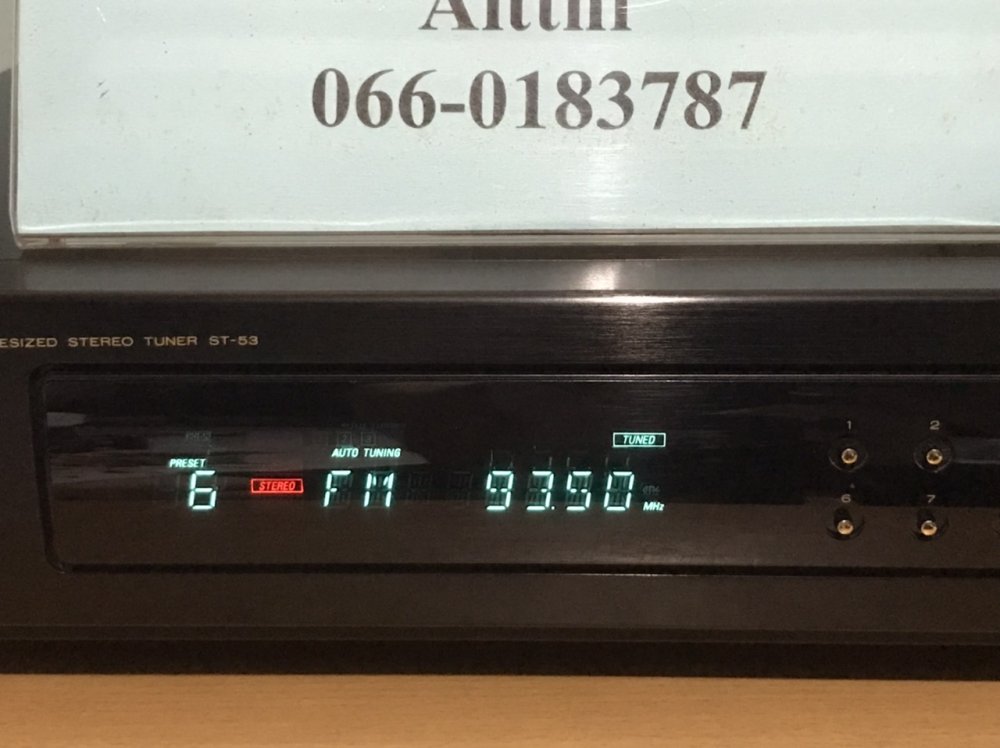 066-0183787
ESIZED STEREO TUNER ST-53
TUNED
AUTO TUNING
PRESET
6 STEREO FM 93.90 MHz
1 2
6 7